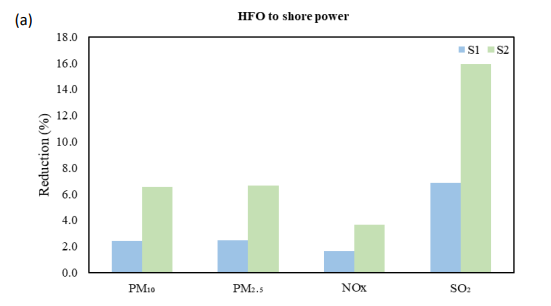 (a)
HFO to shore power
S1 S2
Reduction (%)
18.0
16.0
14.0
12.0
10.0
8.0
6.0
4.0
2.0
0.0
PM₁₀ PM₂.₅ NOx SO₂